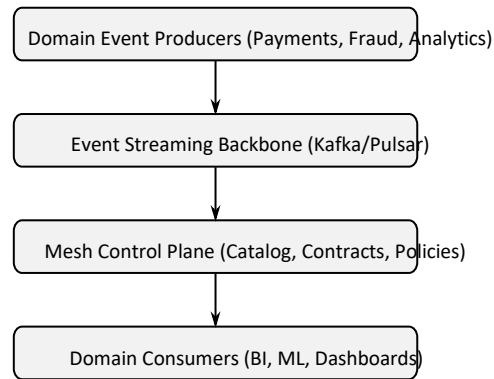 Domain Event Producers (Payments, Fraud, Analytics)
Event Streaming Backbone (Kafka/Pulsar)
Mesh Control Plane (Catalog, Contracts, Policies)
Domain Consumers (BI, ML, Dashboards)